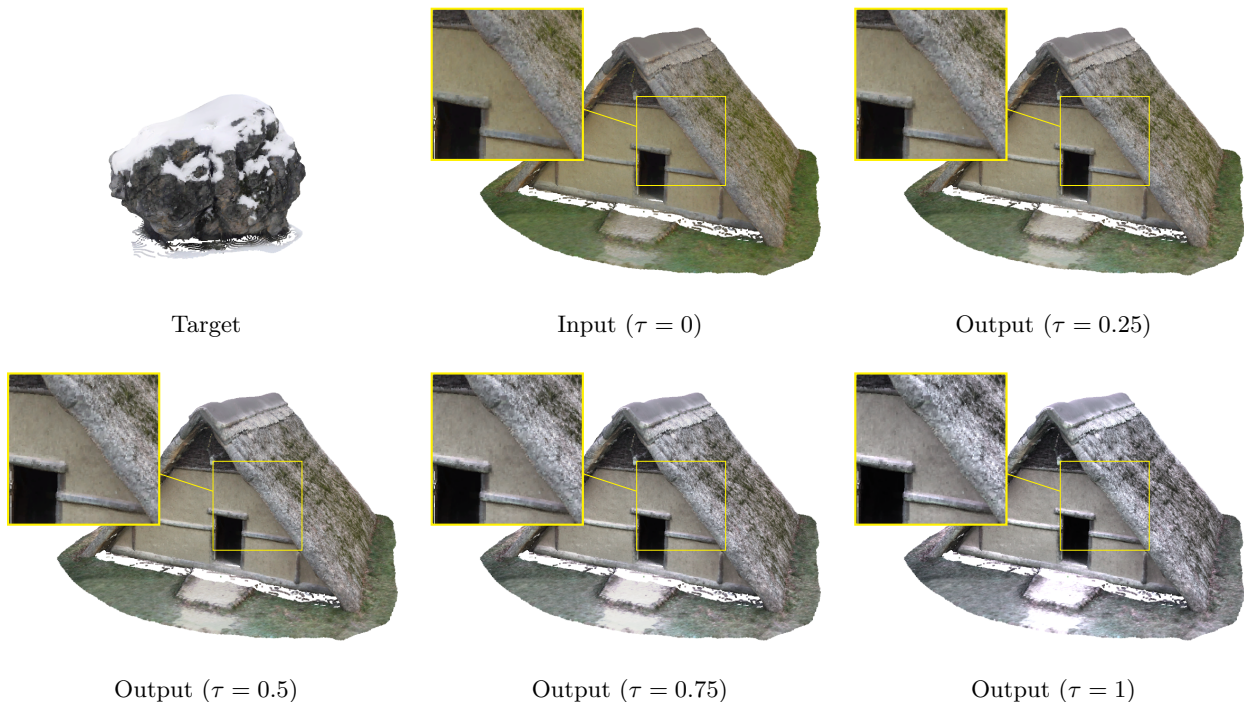 Target
Input (τ = 0)
Output (τ = 0.25)
Output (τ = 0.5)
Output (τ = 0.75)
Output (τ = 1)